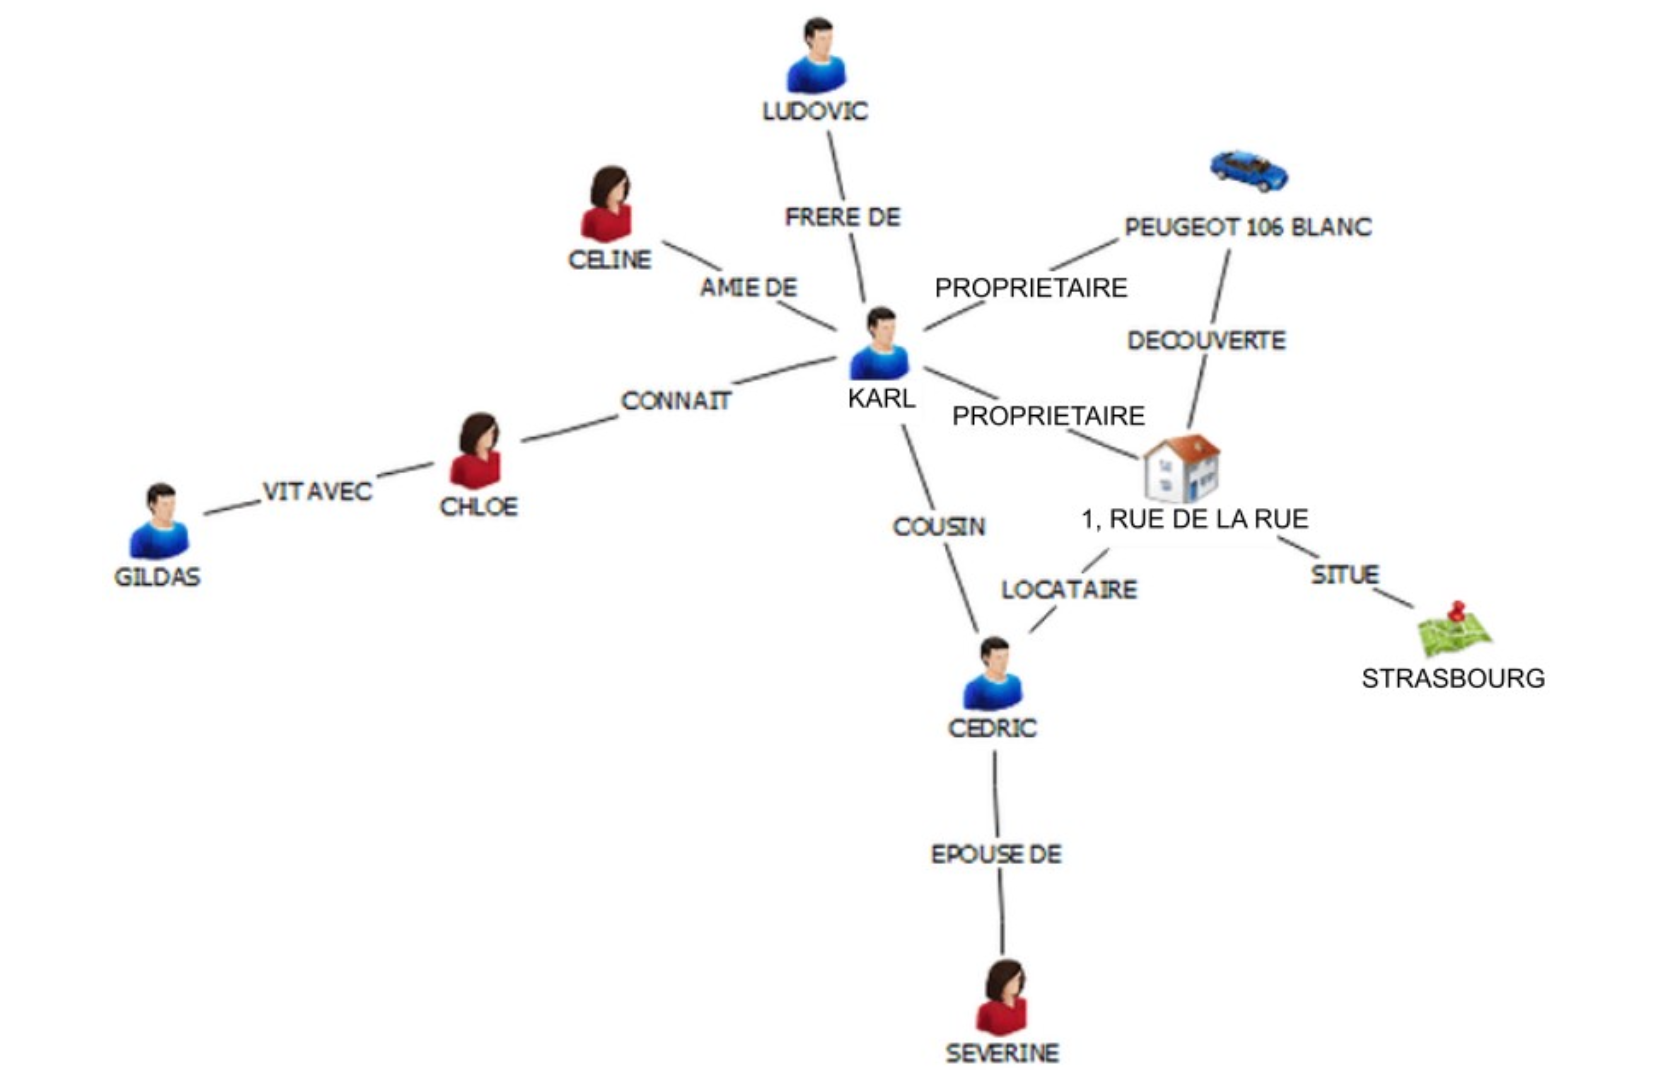 LUDOVIC
FRERE DE
CELINE
AMIE DE
PEUGEOT 106 BLANC
PROPRIETAIRE
DECOUVERTE
KARL
CONNAIT
PROPRIETAIRE
CHLOE
VIT AVEC
GILDAS
COUSIN
1, RUE DE LA RUE
LOCATAIRE
SITUE
STRASBOURG
CEDRIC
EPOUSE DE
SEVERINE